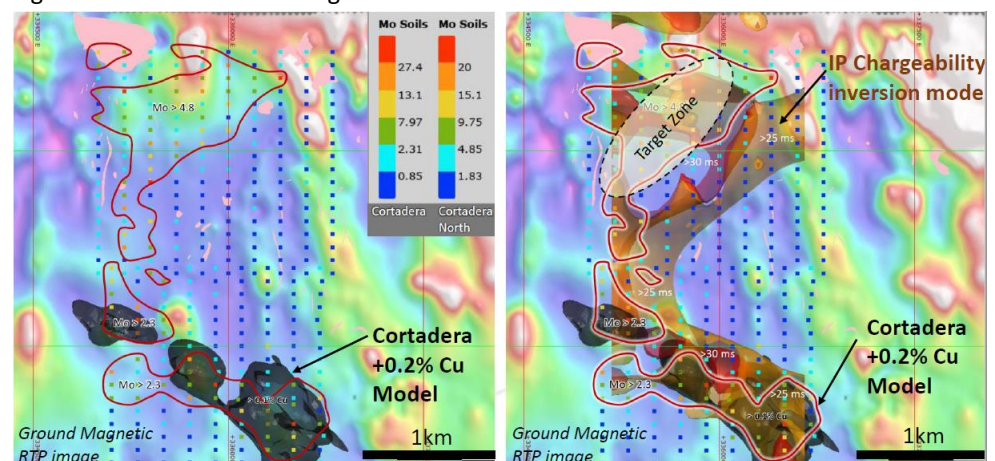 Mo Soils
Mo Soils
27.4
20
13.1
15.1
7.97
9.75
2.31
4.85
0.85
1.83
Cortadera
Cortadera
North
Mo > 4.8
Mo > 2.3
Mo > 2.3
Cortadera
+0.2% Cu
Model
Ground Magnetic
RTP image
1km
IP Chargeability
inversion mode
Target Zone
>25 ms
>30 ms
>25 ms
Mo > 2.3
>30 ms
Mo > 2.3
>25 ms
Cortadera
+0.2% Cu
Model
Ground Magnetic
RTP image
1km